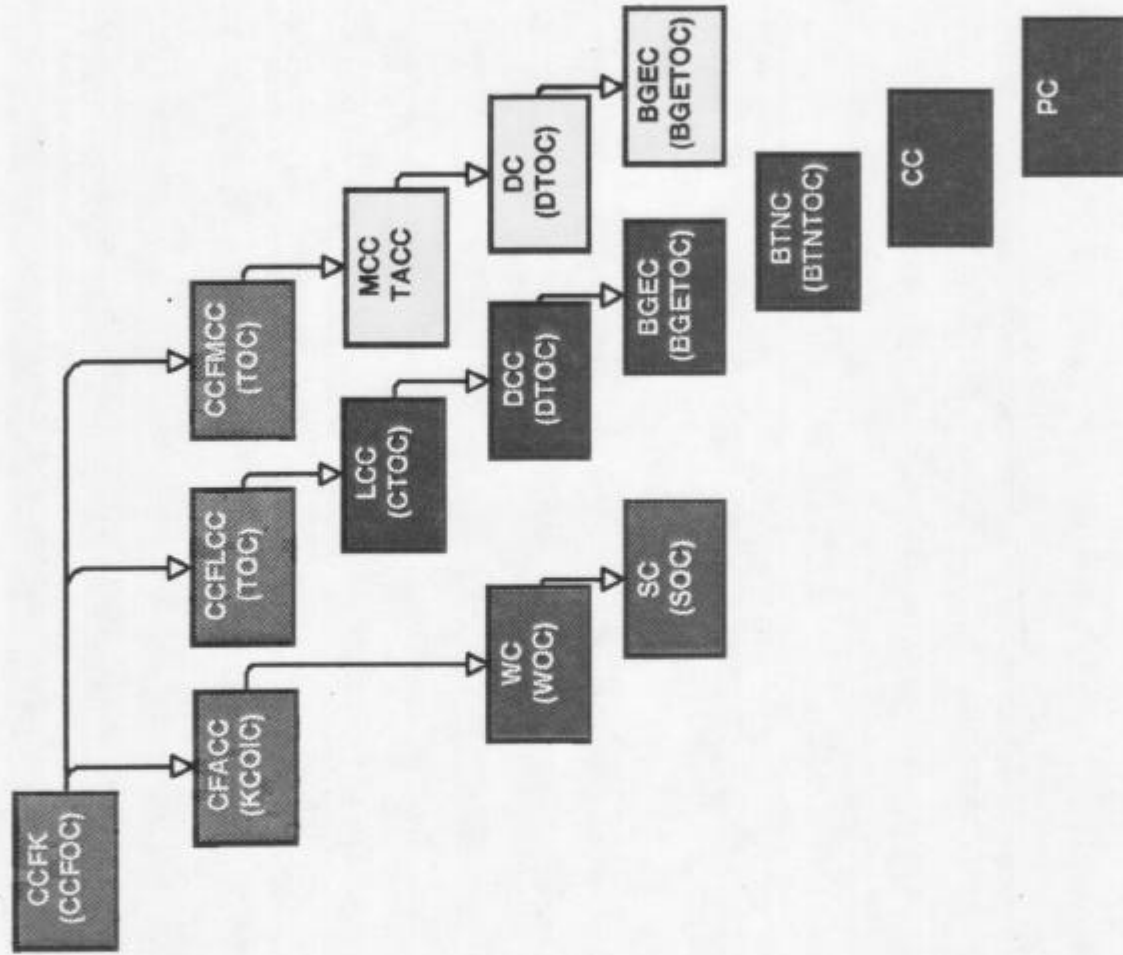 CCFK
(CCFOC)
CFACC
(KCOIC)
CCFLCC
(TOC)
CCFMCC
(TOC)
LCC
(CTOC)
MCC
TACC
WC
(WOC)
DCC
(DTOC)
DC
(DTOC)
SC
(SOC)
BGEC
(BGETOC)
BGEC
(BGETOC)
BTNC
(BTNTOC)
CC
PC